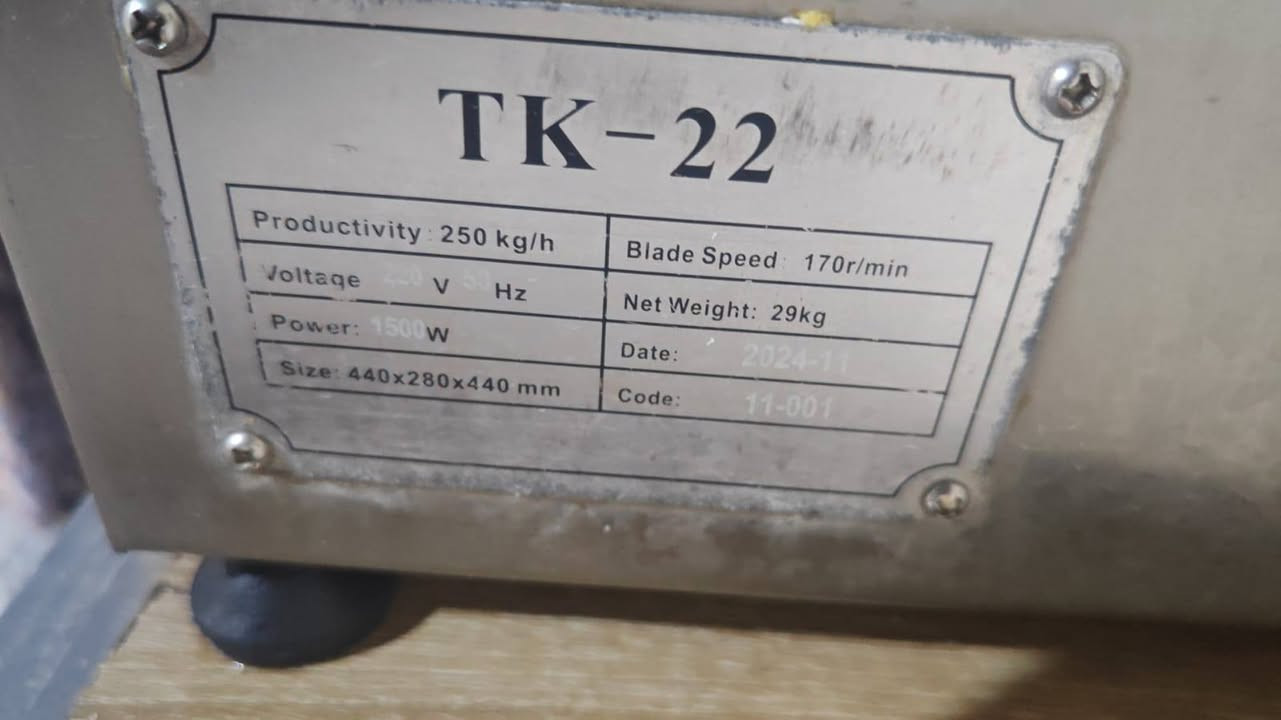 TK-22
Productivity: 250 kg/h
Blade Speed: 170r/min
Voltage V Hz
Net Weight: 29kg
Power: 1500W
Date: 2024-11
Size: 440x280x440 mm
Code: 11-001